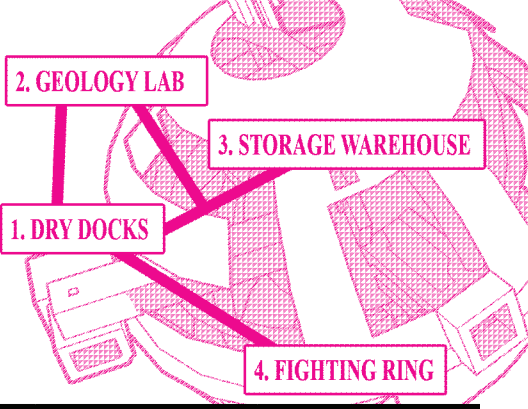 2. GEOLOGY LAB
3. STORAGE WAREHOUSE
1. DRY DOCKS
4. FIGHTING RING